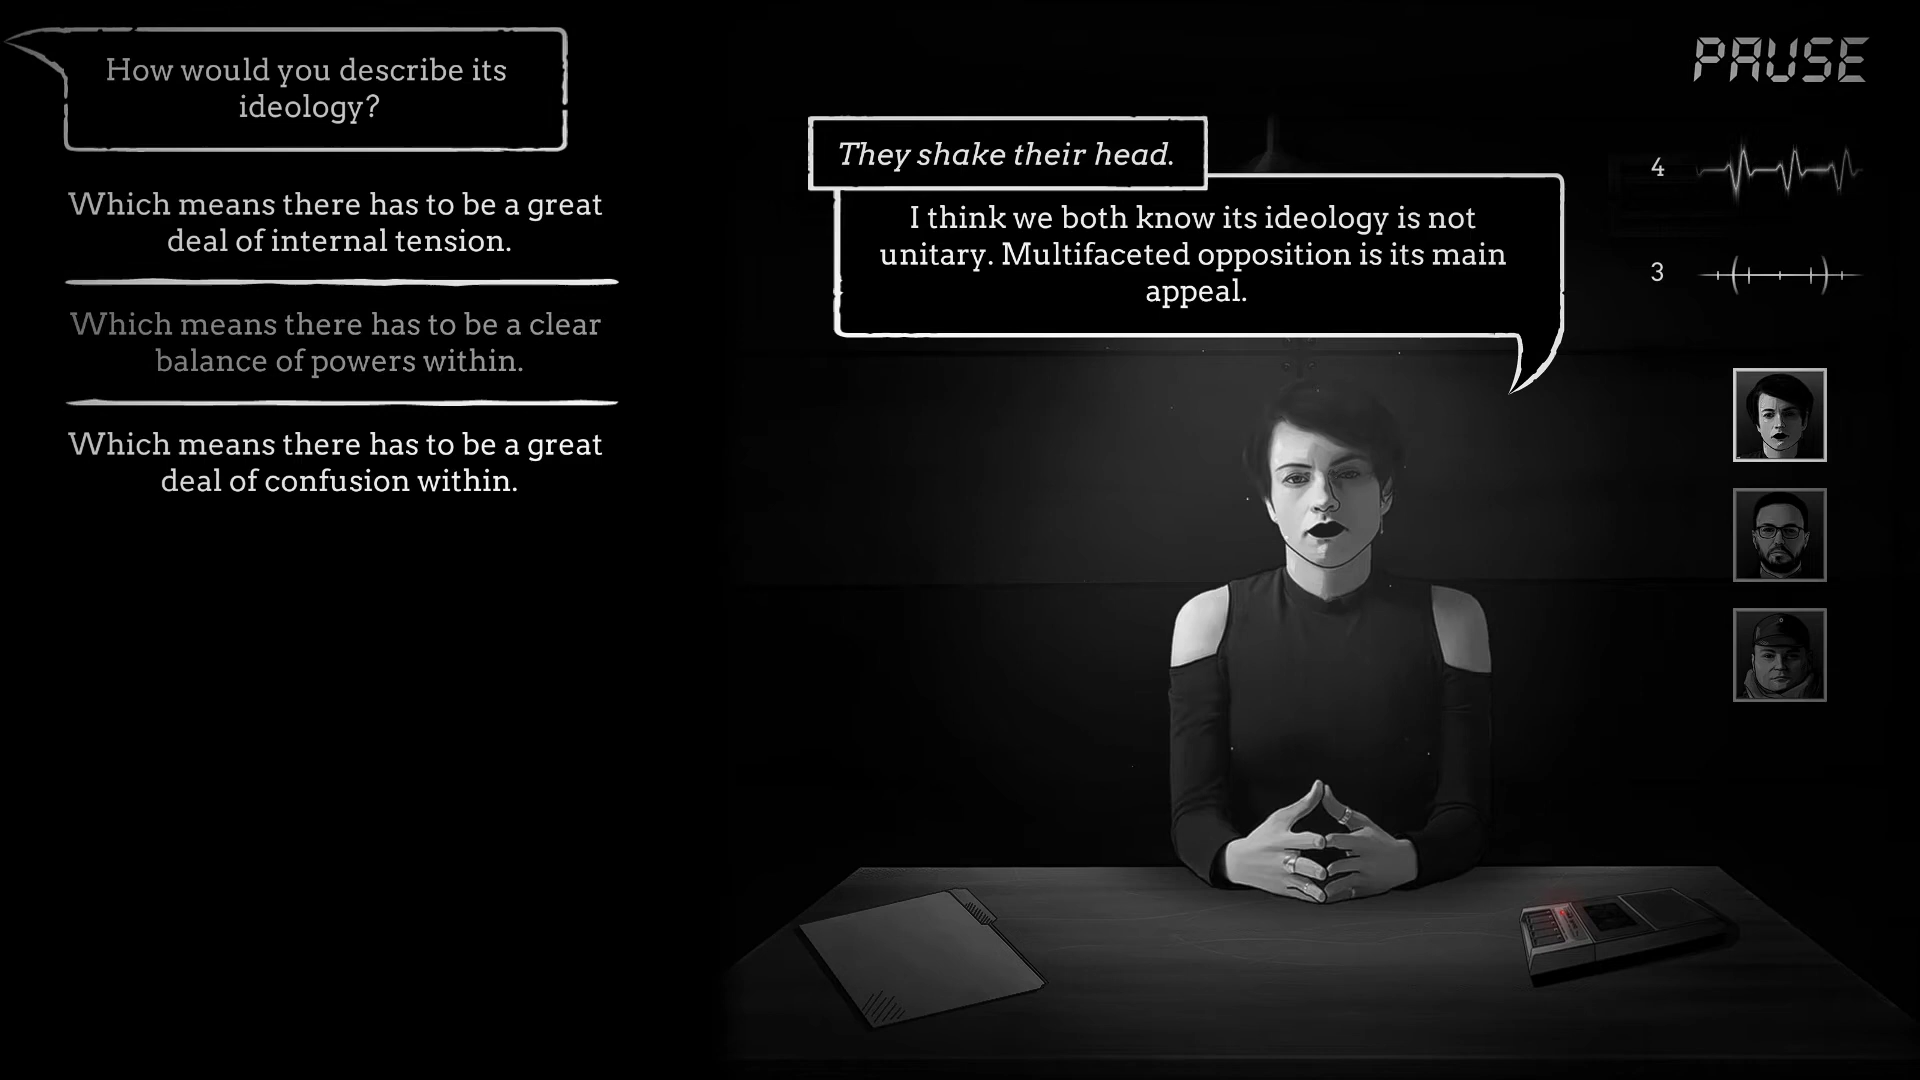 How would you describe its
ideology?
Which means there has to be a great
deal of internal tension.
Which means there has to be a clear
balance of powers within.
Which means there has to be a great
deal of confusion within.
They shake their head.
I think we both know its ideology is not
unitary. Multifaceted opposition is its main
appeal.
PAUSE
4
3